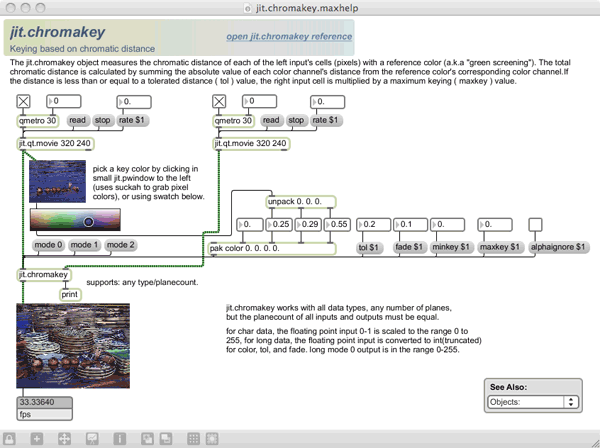 jit.chromakey.maxhelp
jit.chromakey
open jit.chromakey reference
Keying based on chromatic distance
The jit.chromakey object measures the chromatic distance of each of the left input's cells (pixels) with a reference color (a.k.a "green screening"). The total
chromatic distance is calculated by summing the absolute value of each color channel's distance from the reference color's corresponding color channel.If
the distance is less than or equal to a tolerated distance ( tol ) value, the right input cell is multiplied by a maximum keying ( maxkey ) value.
0
0.
0
0.
qmetro 30
read
stop
rate $1
qmetro 30
read
stop
rate $1
jit.qt.movie 320 240
jit.qt.movie 320 240
pick a key color by clicking in
small jit.pwindow to the left
(uses suckah to grab pixel
colors), or using swatch below.
unpack 0. 0. 0.
0.
0.25
0.29
0.55
0.2
0.1
0.
0.
mode 0
mode 1
mode 2
pak color 0. 0. 0. 0.
tol $1
fade $1
minkey $1
maxkey $1
alphaignore $1
jit.chromakey
supports: any type/planecount.
print
jit.chromakey works with all data types, any number of planes,
but the planecount of all inputs and outputs must be equal.
for char data, the floating point input 0-1 is scaled to the range 0 to
255, for long data, the floating point input is converted to int(truncated)
for color, tol, and fade. long mode 0 output is in the range 0-255.
See Also:
Objects:
33.33640
fps